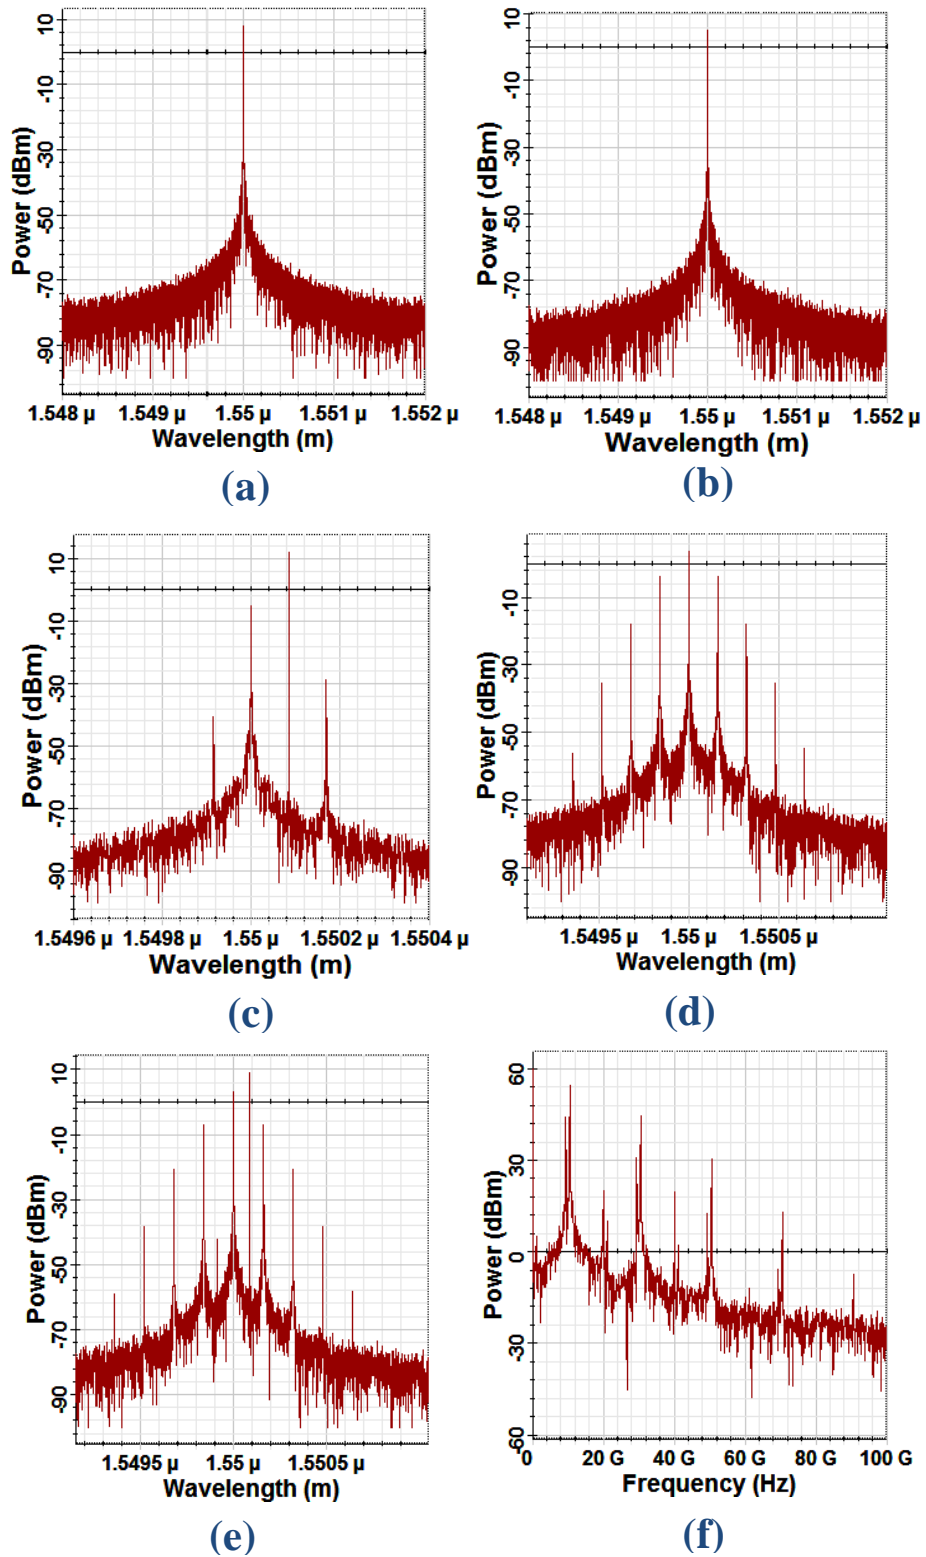 10
-10
-30
-50
-70
-90
Power (dBm)
1.548 µ 1.549 µ 1.55 µ 1.551 µ 1.552 µ
Wavelength (m)
(a)
10
-10
-30
-50
-70
-90
Power (dBm)
1.548 µ 1.549 µ 1.55 µ 1.551 µ 1.552 µ
Wavelength (m)
(b)
10
-10
-30
-50
-70
-90
Power (dBm)
1.5496 µ 1.5498 µ 1.55 µ 1.5502 µ 1.5504 µ
Wavelength (m)
(c)
-10
-30
-50
-70
-90
Power (dBm)
1.5495 µ 1.55 µ 1.5505 µ
Wavelength (m)
(d)
10
-10
-30
-50
-70
-90
Power (dBm)
1.5495 µ 1.55 µ 1.5505 µ
Wavelength (m)
(e)
60
30
0
-30
-60
Power (dBm)
0 20 G 40 G 60 G 80 G 100 G
Frequency (Hz)
(f)